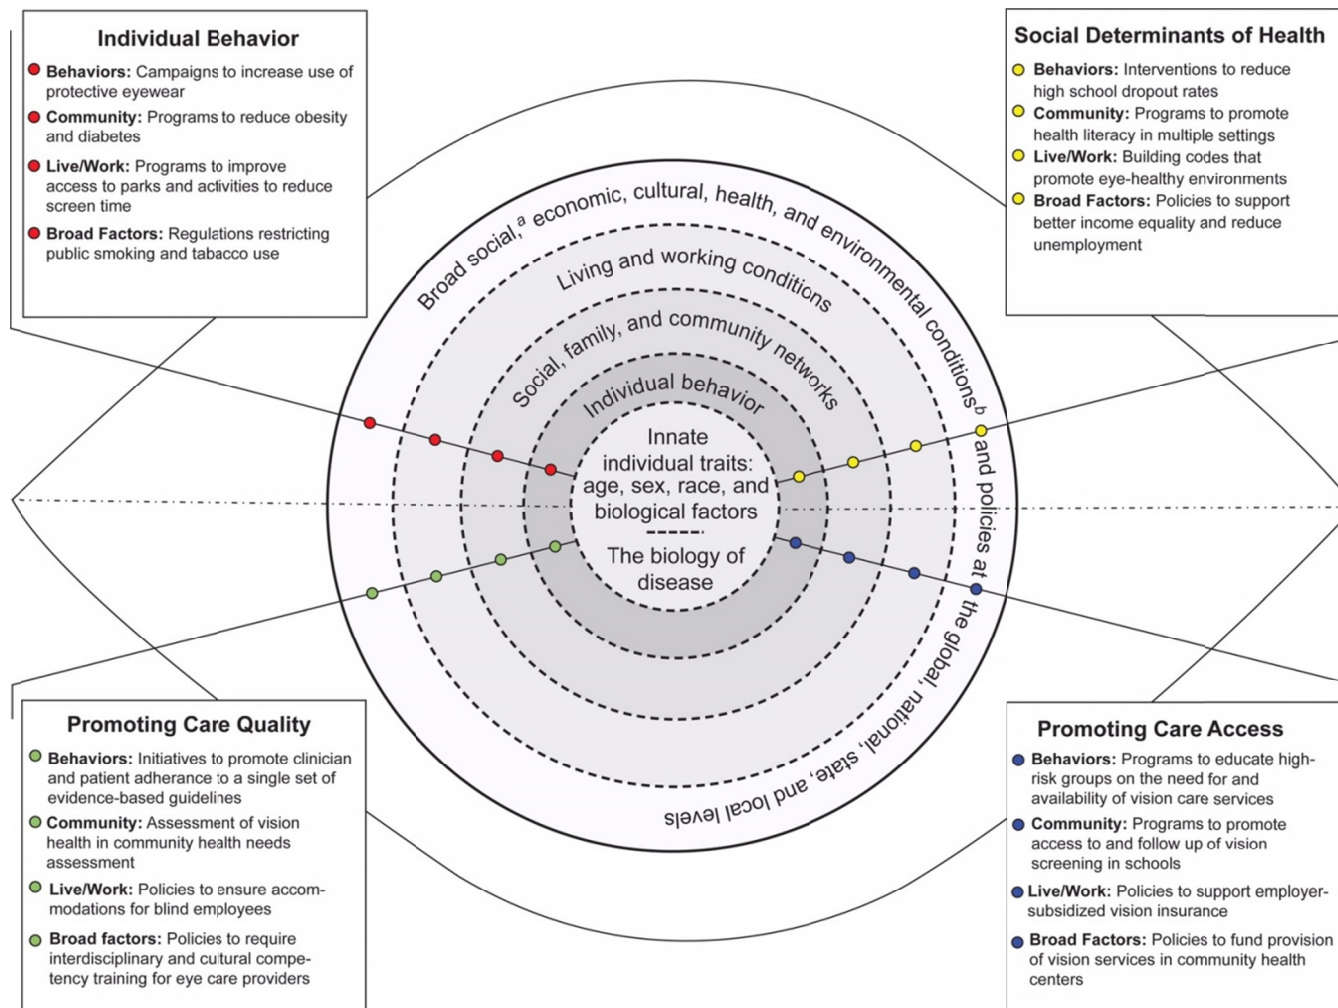 Individual Behavior
Behaviors: Campaigns to increase use of
protective eyewear
Community: Programs to reduce obesity
and diabetes
Live/Work: Programs to improve
access to parks and activities to reduce
screen time
Broad Factors: Regulations restricting
public smoking and tabacco use
Social Determinants of Health
Behaviors: Interventions to reduce
high school dropout rates
Community: Programs to promote
health literacy in multiple settings
Live/Work: Building codes that
promote eye-healthy environments
Broad Factors: Policies to support
better income equality and reduce
unemployment
Broad social,a economic, cultural, health, and environmental conditionsb and policies at the global, national, state, and local levels
Living and working conditions
Social, family, and community networks
Individual behavior
Innate
individual traits:
age, sex, race, and
biological factors
The biology of
disease
Promoting Care Quality
Behaviors: Initiatives to promote clinician
and patient adherance to a single set of
evidence-based guidelines
Community: Assessment of vision
health in community health needs
assessment
Live/Work: Policies to ensure accom-
modations for blind employees
Broad factors: Policies to require
interdisciplinary and cultural compe-
tency training for eye care providers
Promoting Care Access
Behaviors: Programs to educate high-
risk groups on the need for and
availability of vision care services
Community: Programs to promote
access to and follow up of vision
screening in schools
Live/Work: Policies to support employer-
subsidized vision insurance
Broad Factors: Policies to fund provision
of vision services in community health
centers